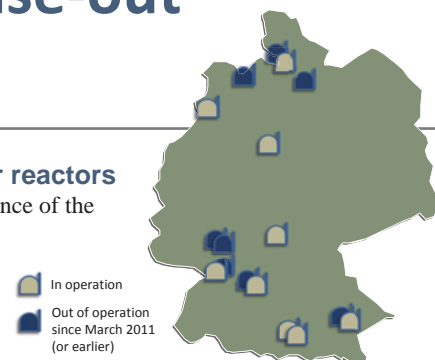 se-out
r reactors
nce of the
In operation
Out of operation
since March 2011
(or earlier)